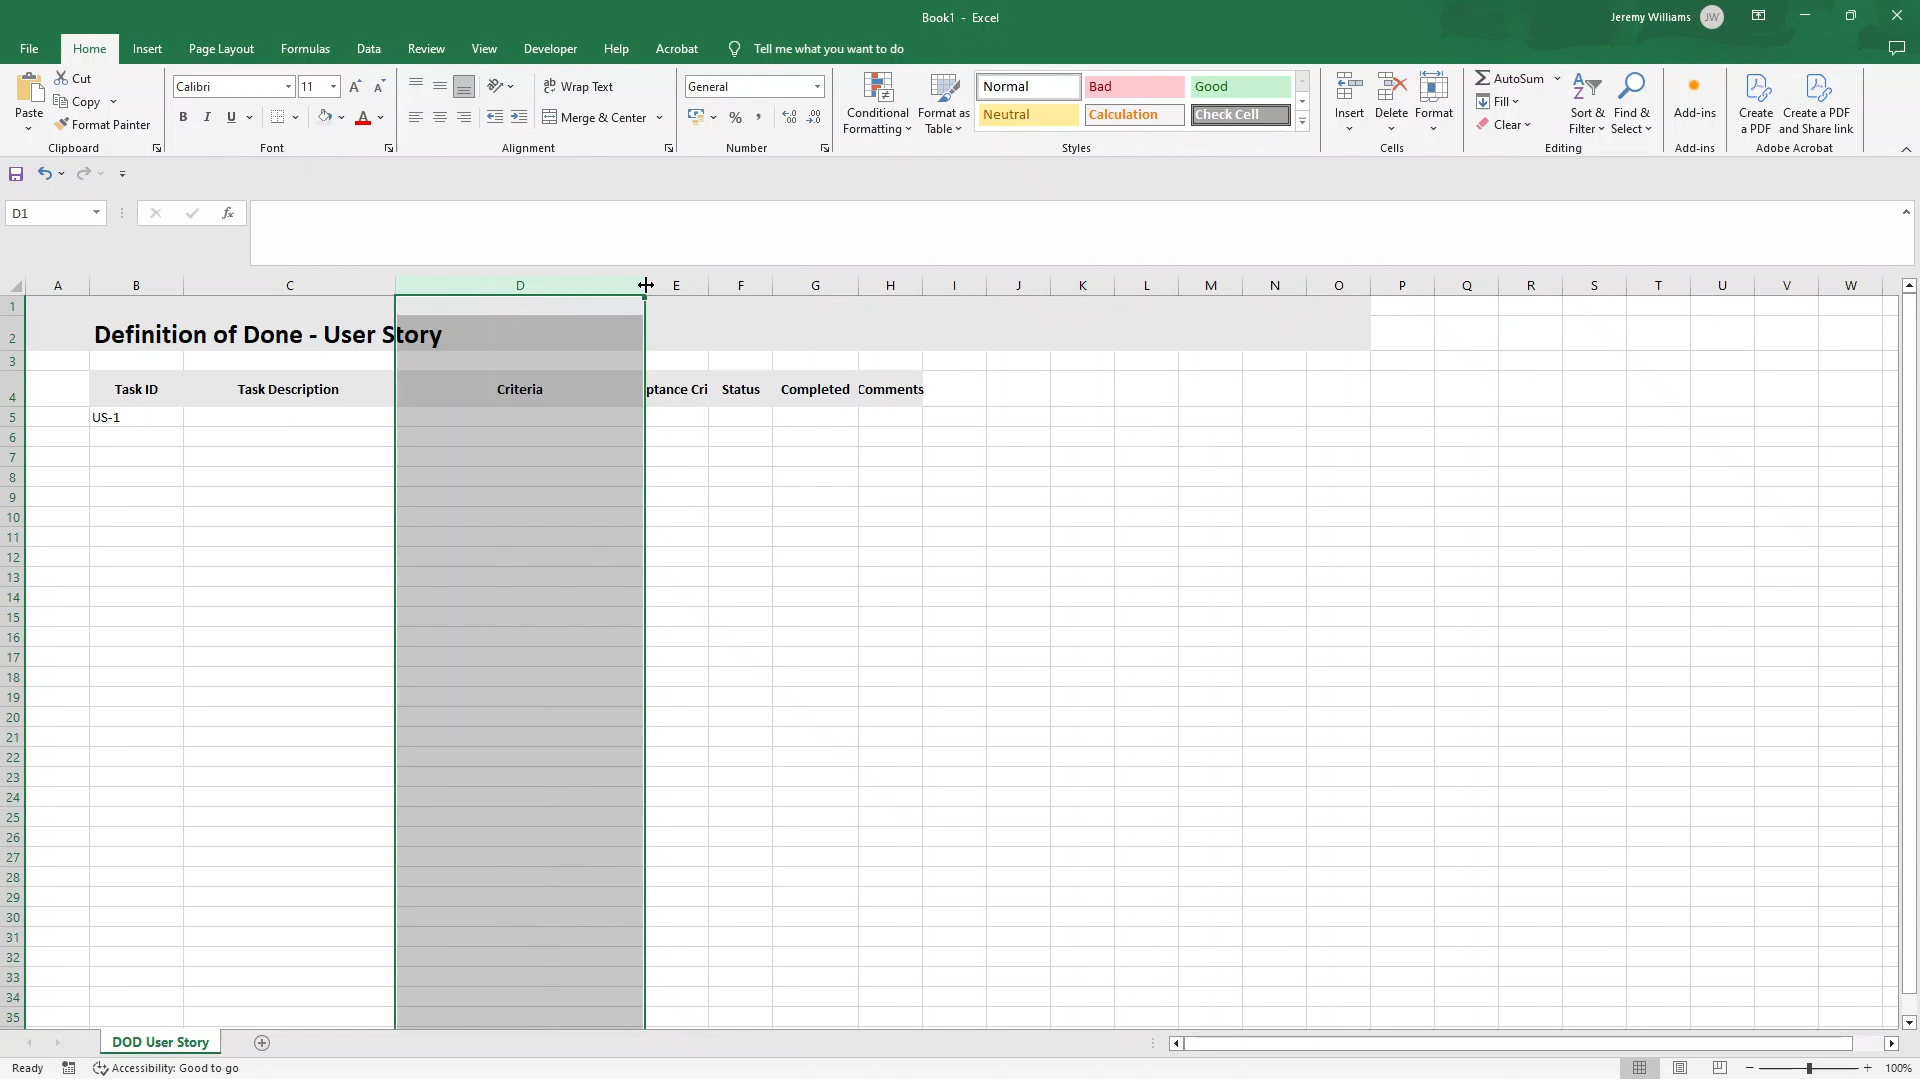 Book1 - Excel
Jeremy Williams JW
File Home Insert Page Layout Formulas Data Review View Developer Help Acrobat Tell me what you want to do
Paste
Cut
Copy
Format Painter
Clipboard
Calibri 11
B I U A
Font
Wrap Text
Merge & Center
Alignment
General
% ,
Number
Conditional
Formatting
Format as
Table
Normal Bad Good
Neutral Calculation Check Cell
Styles
Insert Delete Format
Cells
AutoSum
Fill
Clear
Sort &
Filter
Find &
Select
Editing
Add-ins
Add-ins
Create
a PDF
Create a PDF
and Share link
Adobe Acrobat
D1 fx
A B C D E F G H I J K L M N O P Q R S T U V W
1
2 Definition of Done - User Story
3
4 Task ID Task Description Criteria ptance Cri Status Completed Comments
5 US-1
6
7
8
9
10
11
12
13
14
15
16
17
18
19
20
21
22
23
24
25
26
27
28
29
30
31
32
33
34
35
DOD User Story
Ready Accessibility: Good to go 100%